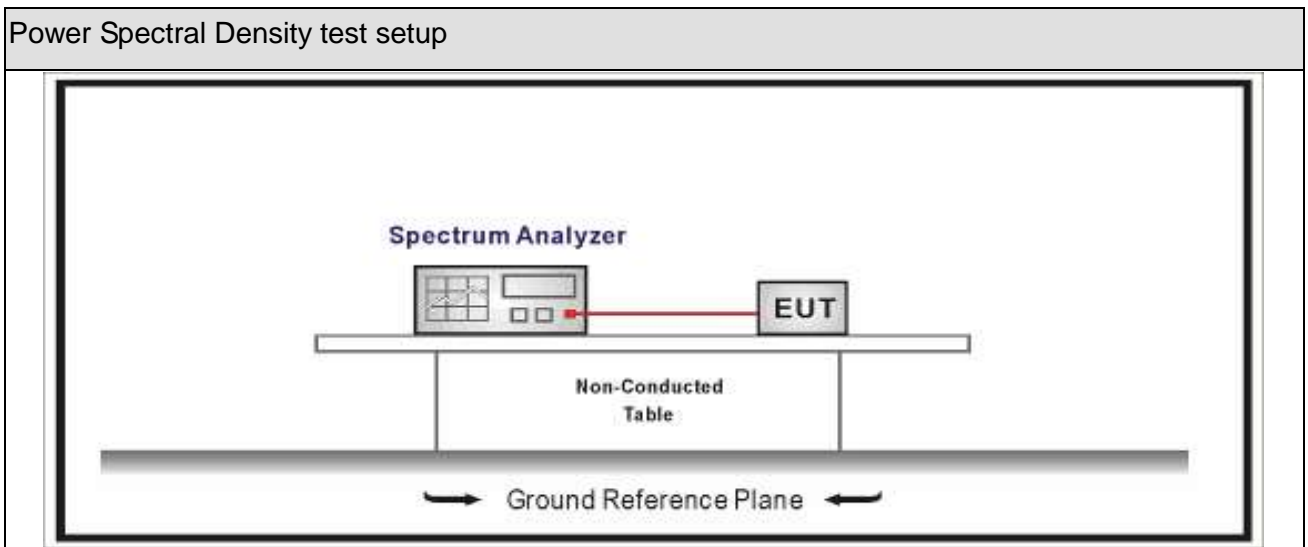 Power Spectral Density test setup
Spectrum Analyzer
EUT
Non-Conducted
Table
Ground Reference Plane